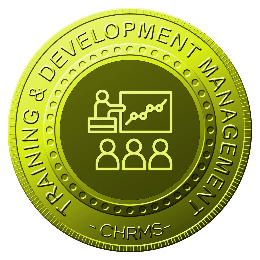 TRAINING & DEVELOPMENT MANAGEMENT
- CHRMS -